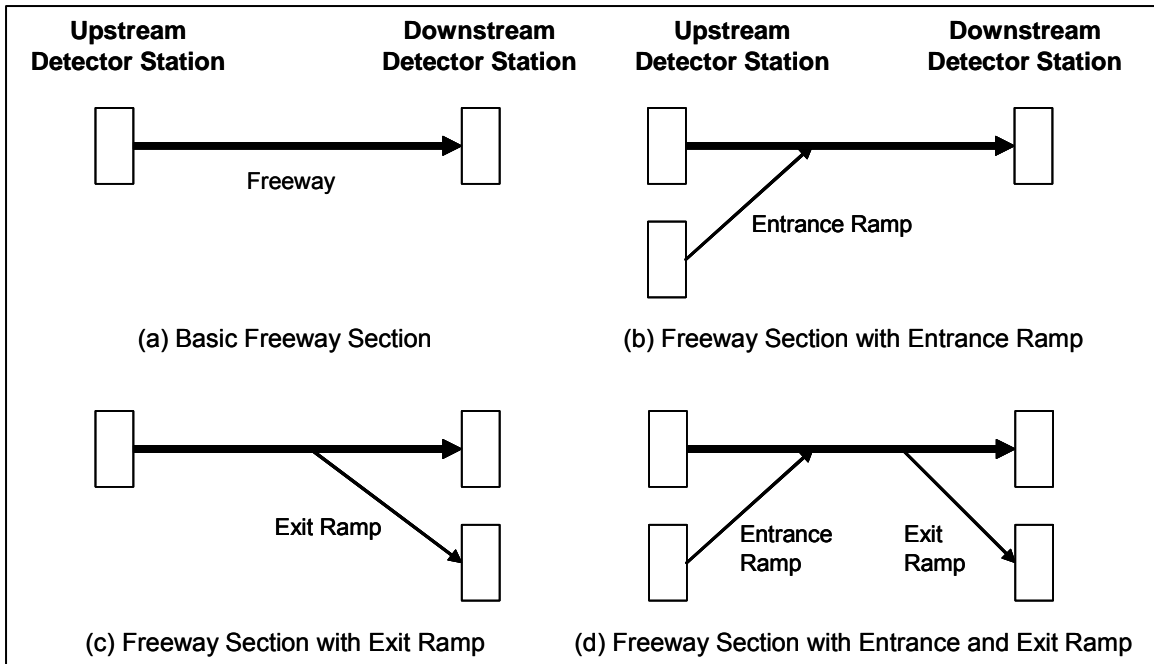 Upstream
Detector Station
Downstream
Detector Station
Upstream
Detector Station
Downstream
Detector Station
Freeway
Entrance Ramp
(a) Basic Freeway Section
(b) Freeway Section with Entrance Ramp
Exit Ramp
Entrance
Ramp
Exit
Ramp
(c) Freeway Section with Exit Ramp
(d) Freeway Section with Entrance and Exit Ramp